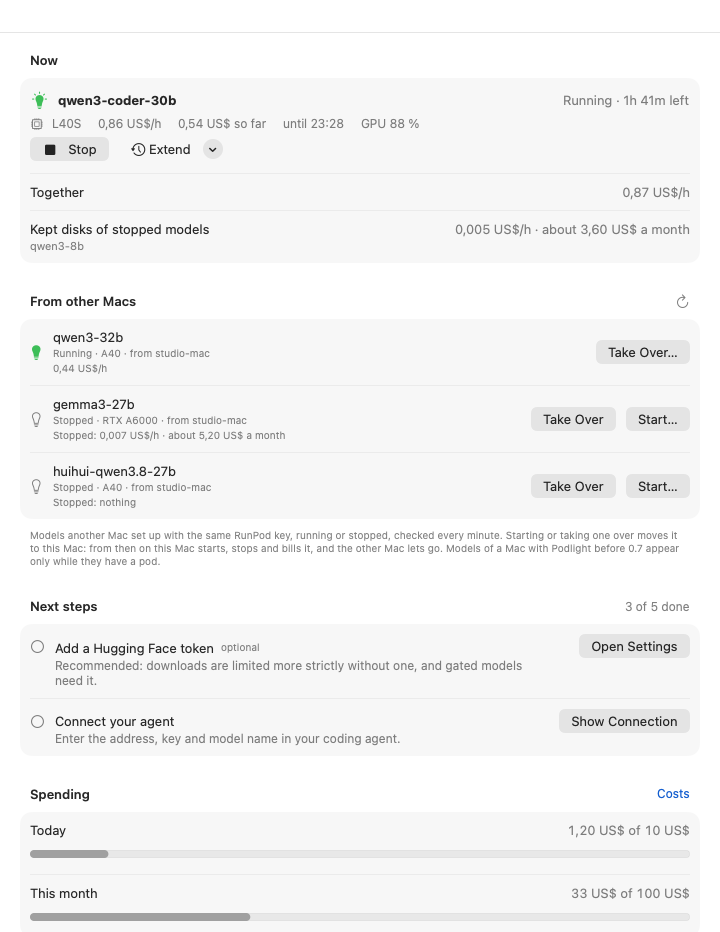 Now
qwen3-coder-30b
Running · 1h 41m left
L40S 0,86 US$/h 0,54 US$ so far until 23:28 GPU 88 %
Stop Extend
Together 0,87 US$/h
Kept disks of stopped models 0,005 US$/h · about 3,60 US$ a month
qwen3-8b
From other Macs
qwen3-32b
Running · A40 · from studio-mac
0,44 US$/h
Take Over...
gemma3-27b
Stopped · RTX A6000 · from studio-mac
Stopped: 0,007 US$/h · about 5,20 US$ a month
Take Over Start...
huihui-qwen3.8-27b
Stopped · A40 · from studio-mac
Stopped: nothing
Take Over Start...
Models another Mac set up with the same RunPod key, running or stopped, checked every minute. Starting or taking one over moves it
to this Mac: from then on this Mac starts, stops and bills it, and the other Mac lets go. Models of a Mac with Podlight before 0.7 appear
only while they have a pod.
Next steps 3 of 5 done
Add a Hugging Face token optional
Recommended: downloads are limited more strictly without one, and gated models
need it.
Open Settings
Connect your agent
Enter the address, key and model name in your coding agent.
Show Connection
Spending Costs
Today 1,20 US$ of 10 US$
This month 33 US$ of 100 US$